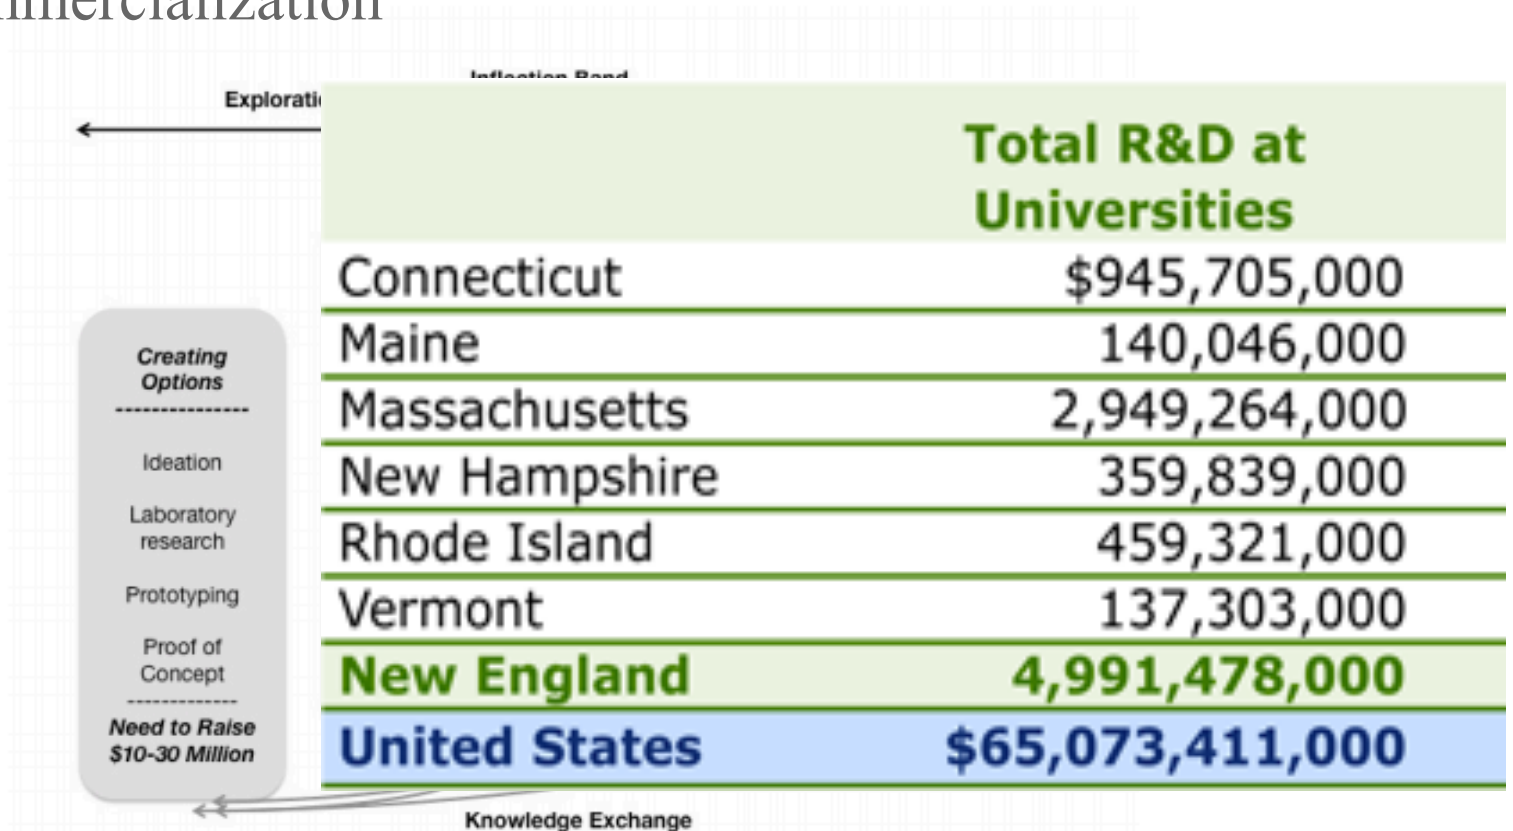 Total R&D at
Universities
Connecticut $945,705,000
Maine 140,046,000
Massachusetts 2,949,264,000
New Hampshire 359,839,000
Rhode Island 459,321,000
Vermont 137,303,000
New England 4,991,478,000
United States $65,073,411,000
Creating
Options
---------------
Ideation
Laboratory
research
Prototyping
Proof of
Concept
-------------
Need to Raise
$10-30 Million
Knowledge Exchange